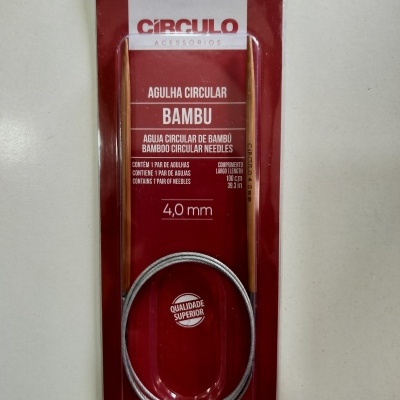 CÍRCULO
ACESSÓRIOS
AGULHA CIRCULAR
BAMBU
AGUJA CIRCULAR DE BAMBÚ
BAMBOO CIRCULAR NEEDLES
CONTÉM 1 PAR DE AGULHAS
CONTIENE 1 PAR DE AGUJAS
CONTAINS 1 PAIR OF NEEDLES
COMPRIMENTO
LARGO | LENGTH
100 cm
39.3 in
4,0 mm
QUALIDADE
SUPERIOR